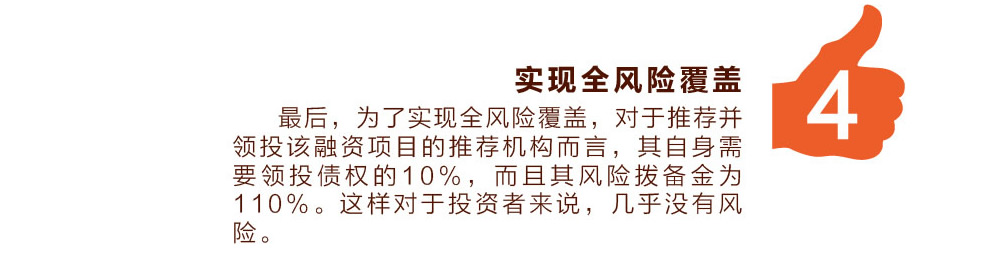 实现全风险覆盖
4
最后，为了实现全风险覆盖，对于推荐并
领投该融资项目的推荐机构而言，其自身需
要领投债权的10%，而且其风险拨备金为
110%。这样对于投资者来说，几乎没有风
险。